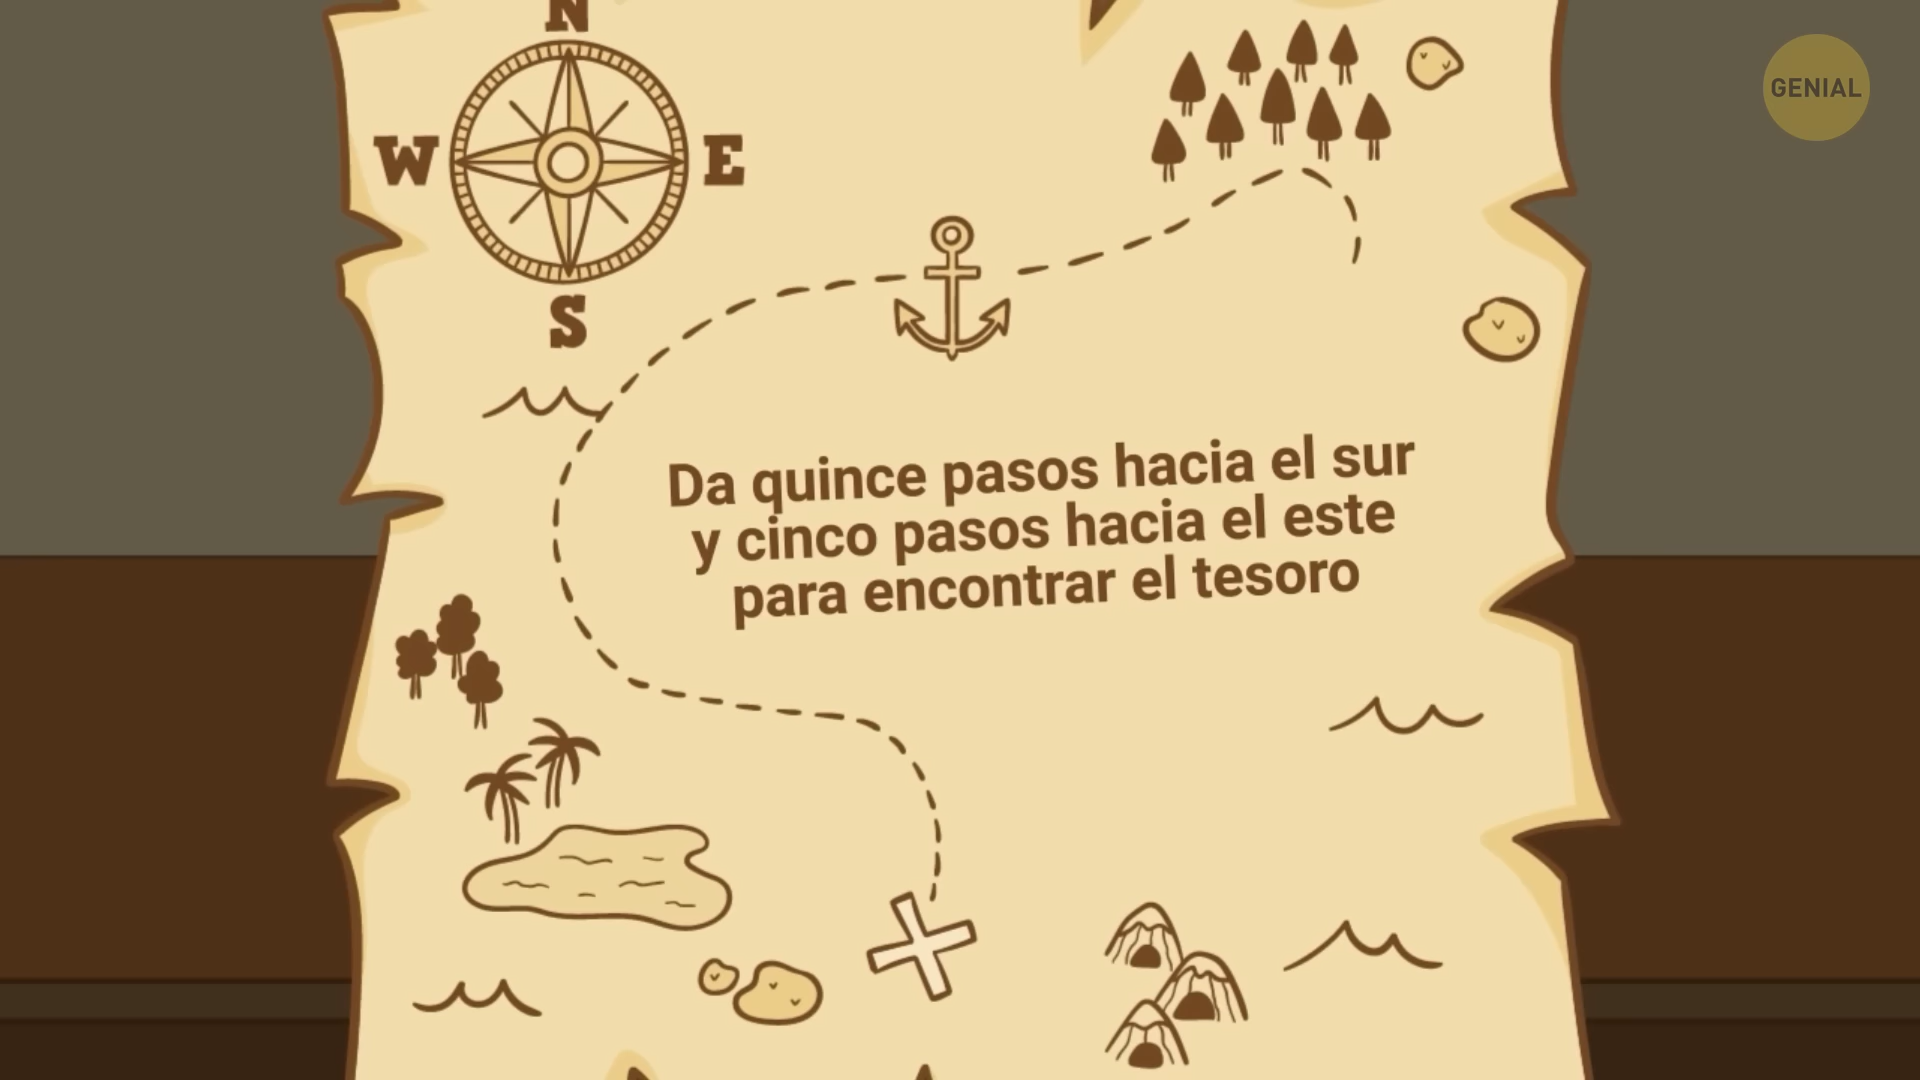 N
GENIAL
W
E
S
Da quince pasos hacia el sur
y cinco pasos hacia el este
para encontrar el tesoro